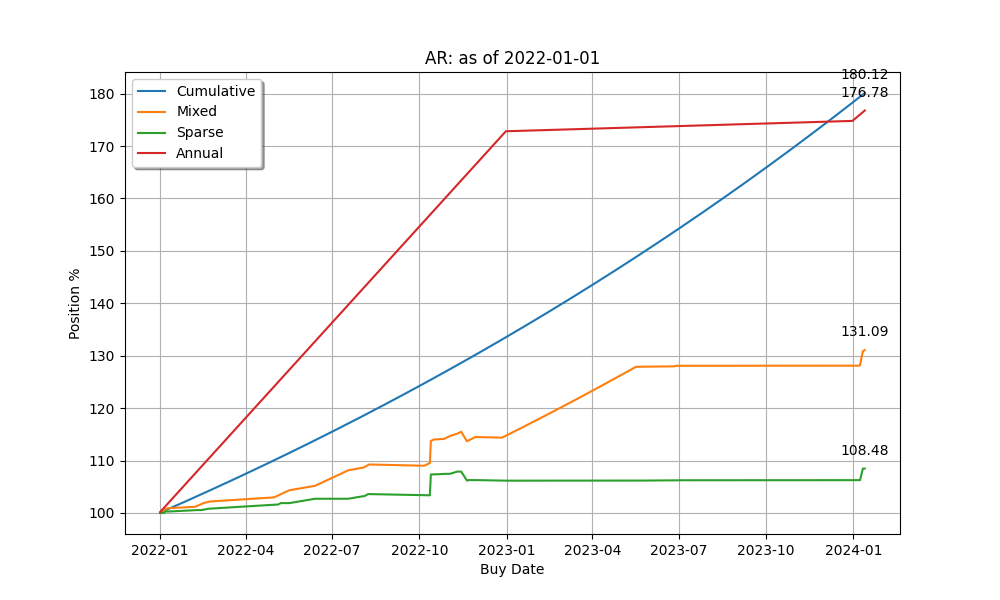 AR: as of 2022-01-01
Cumulative
Mixed
Sparse
Annual
180.12
176.78
131.09
108.48
180
170
160
150
140
130
120
110
100
Position %
2022-01 2022-04 2022-07 2022-10 2023-01 2023-04 2023-07 2023-10 2024-01
Buy Date